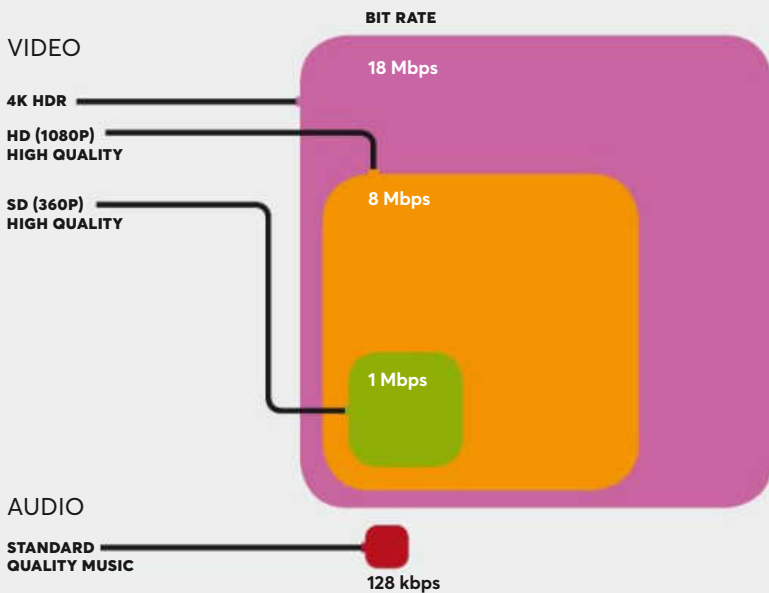 BIT RATE
VIDEO
18 Mbps
4K HDR
HD (1080P)
HIGH QUALITY
8 Mbps
SD (360P)
HIGH QUALITY
1 Mbps
AUDIO
STANDARD
QUALITY MUSIC
128 kbps